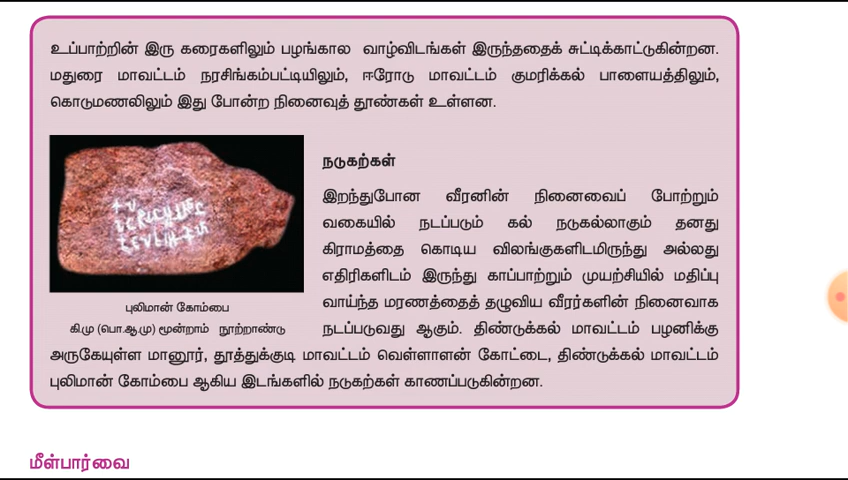 உப்பாற்றின் இரு கரைகளிலும் பழங்கால வாழ்விடங்கள் இருந்ததைக் சுட்டிக்காட்டுகின்றன.
மதுரை மாவட்டம் நரசிங்கம்பட்டியிலும், ஈரோடு மாவட்டம் குமரிக்கல் பாளையத்திலும்,
கொடுமணலிலும் இது போன்ற நினைவுத் தூண்கள் உள்ளன.
நடுகற்கள்
இறந்துபோன வீரனின் நினைவைப் போற்றும்
வகையில் நடப்படும் கல் நடுகல்லாகும் தனது
கிராமத்தை கொடிய விலங்குகளிடமிருந்து அல்லது
எதிரிகளிடம் இருந்து காப்பாற்றும் முயற்சியில் மதிப்பு
வாய்ந்த மரணத்தைத் தழுவிய வீரர்களின் நினைவாக
நடப்படுவது ஆகும். திண்டுக்கல் மாவட்டம் பழனிக்கு
அருகேயுள்ள மானூர், தூத்துக்குடி மாவட்டம் வெள்ளாளன் கோட்டை, திண்டுக்கல் மாவட்டம்
புலிமான் கோம்பை ஆகிய இடங்களில் நடுகற்கள் காணப்படுகின்றன.
புலிமான் கோம்பை
கி.மு (பொ.ஆ.மு) மூன்றாம் நூற்றாண்டு
மீள்பார்வை